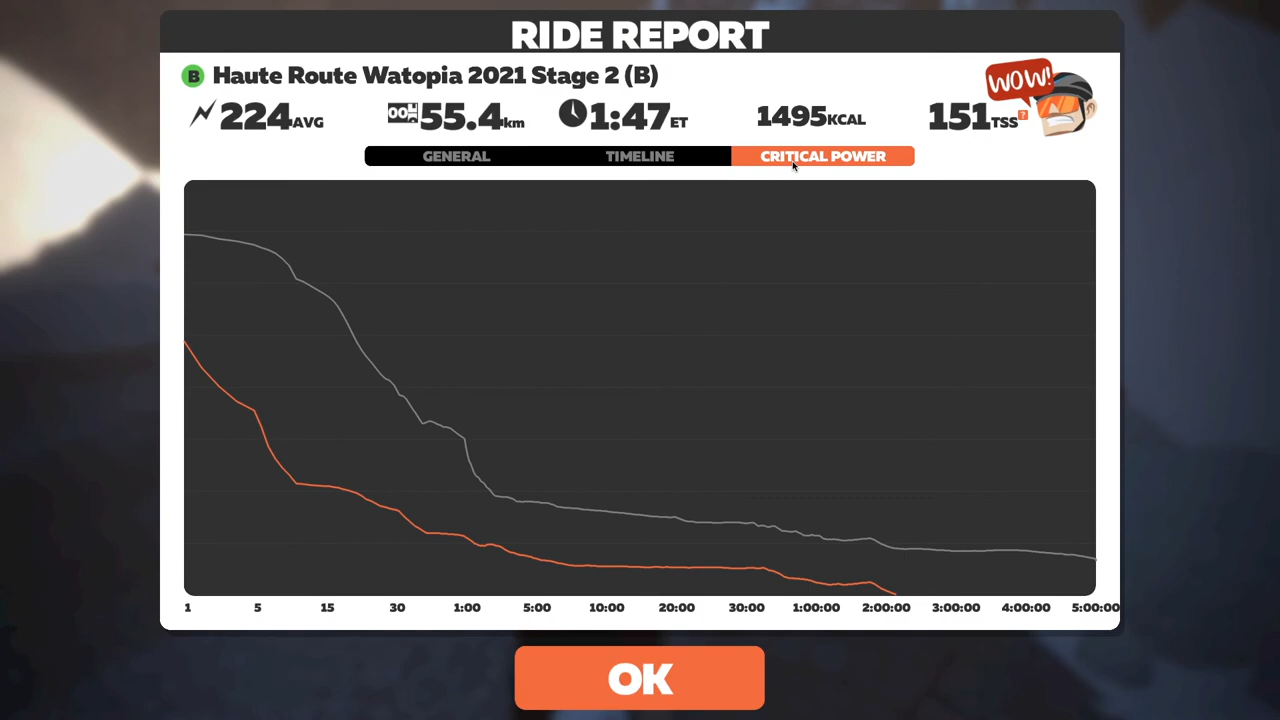 RIDE REPORT
B Haute Route Watopia 2021 Stage 2 (B)
WOW!
224AVG 55.4km 1:47ET 1495KCAL 151TSS ?
GENERAL TIMELINE CRITICAL POWER
1 5 15 30 1:00 5:00 10:00 20:00 30:00 1:00:00 2:00:00 3:00:00 4:00:00 5:00:00
OK